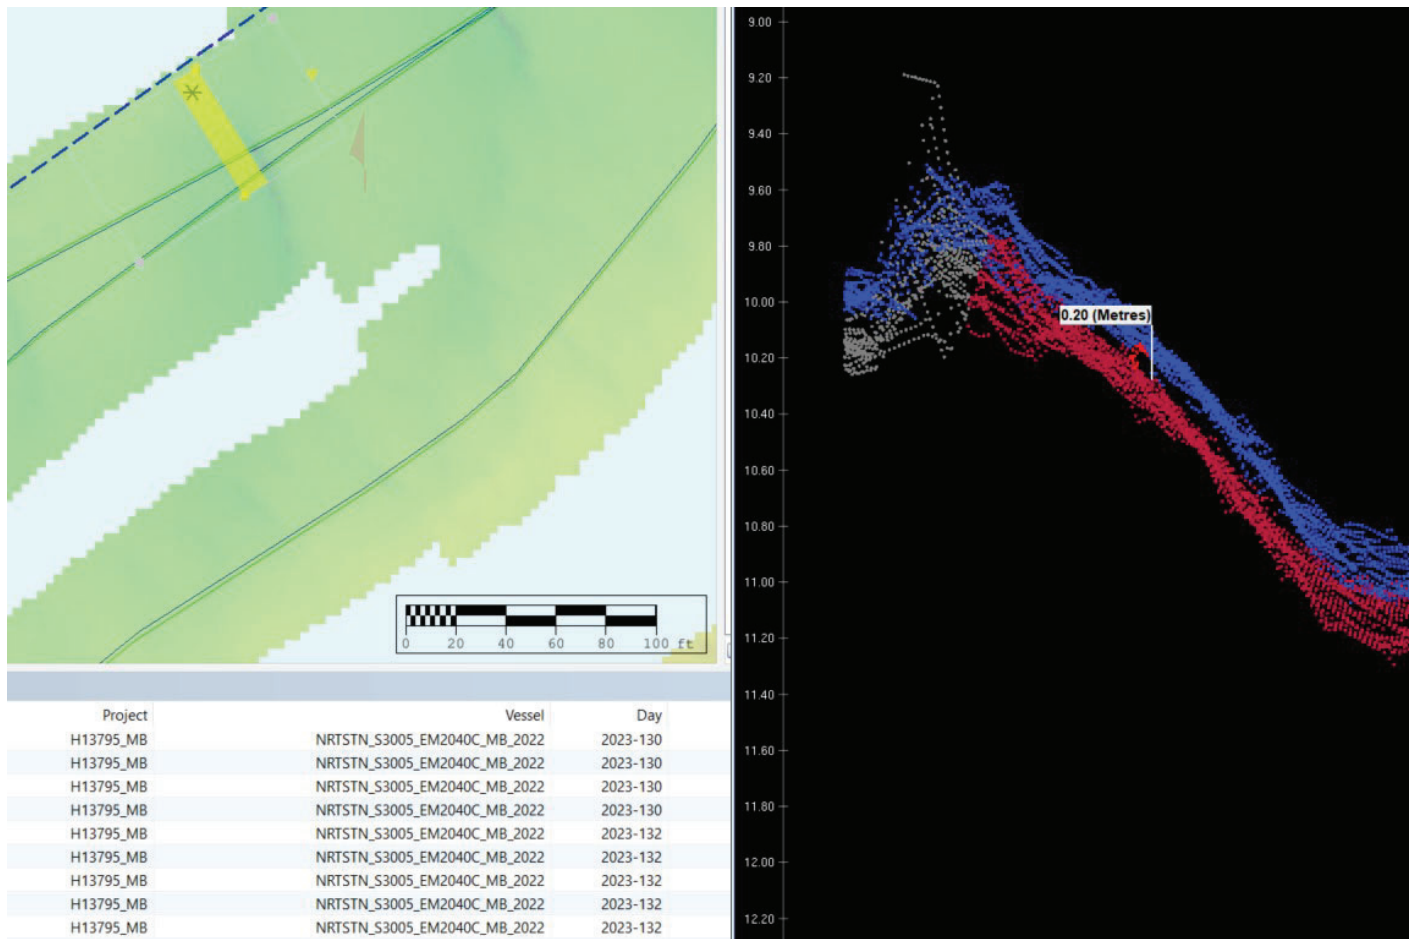 0 20 40 60 80 100 ft
Project Vessel Day
H13795_MB NRTSTN_S3005_EM2040C_MB_2022 2023-130
H13795_MB NRTSTN_S3005_EM2040C_MB_2022 2023-130
H13795_MB NRTSTN_S3005_EM2040C_MB_2022 2023-130
H13795_MB NRTSTN_S3005_EM2040C_MB_2022 2023-130
H13795_MB NRTSTN_S3005_EM2040C_MB_2022 2023-132
H13795_MB NRTSTN_S3005_EM2040C_MB_2022 2023-132
H13795_MB NRTSTN_S3005_EM2040C_MB_2022 2023-132
H13795_MB NRTSTN_S3005_EM2040C_MB_2022 2023-132
H13795_MB NRTSTN_S3005_EM2040C_MB_2022 2023-132
9.00
9.20
9.40
9.60
9.80
10.00
0.20 (Metres)
10.20
10.40
10.60
10.80
11.00
11.20
11.40
11.60
11.80
12.00
12.20